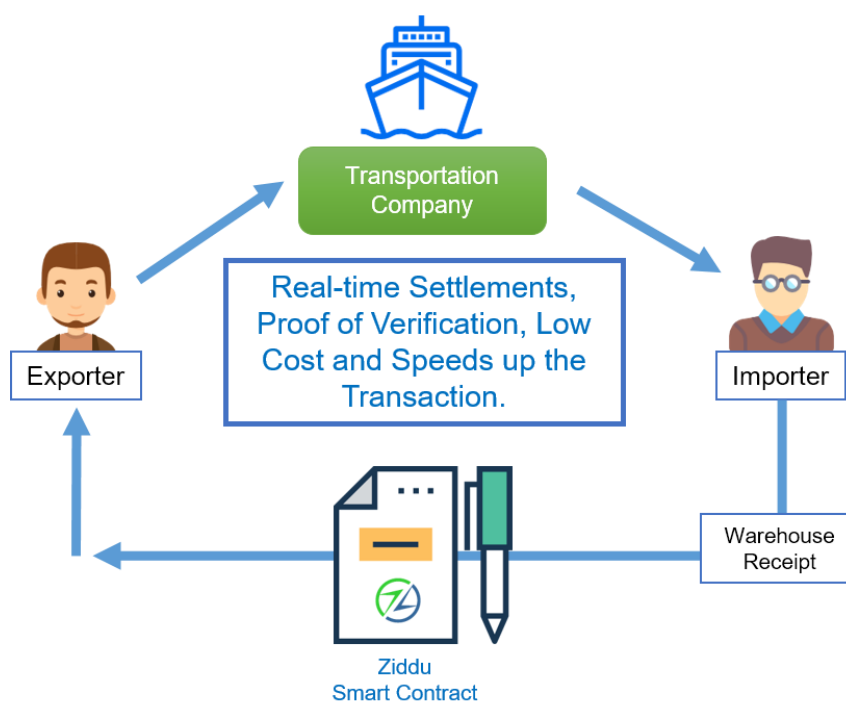 Transportation
Company
Real-time Settlements,
Proof of Verification, Low
Cost and Speeds up the
Transaction.
Exporter
Importer
Warehouse
Receipt
Ziddu
Smart Contract